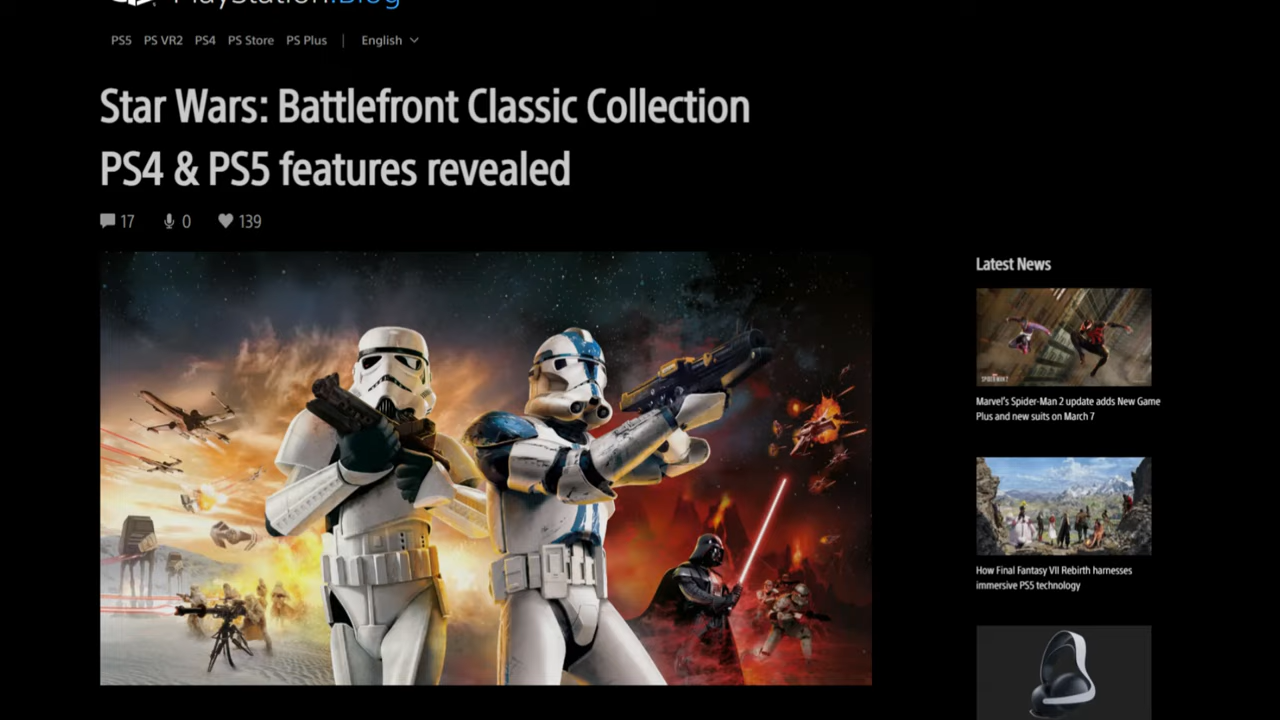 PlayStation.Blog
PS5 PS VR2 PS4 PS Store PS Plus | English
Star Wars: Battlefront Classic Collection
PS4 & PS5 features revealed
17 0 139
Latest News
Marvel's Spider-Man 2 update adds New Game
Plus and new suits on March 7
How Final Fantasy VII Rebirth harnesses
immersive PS5 technology